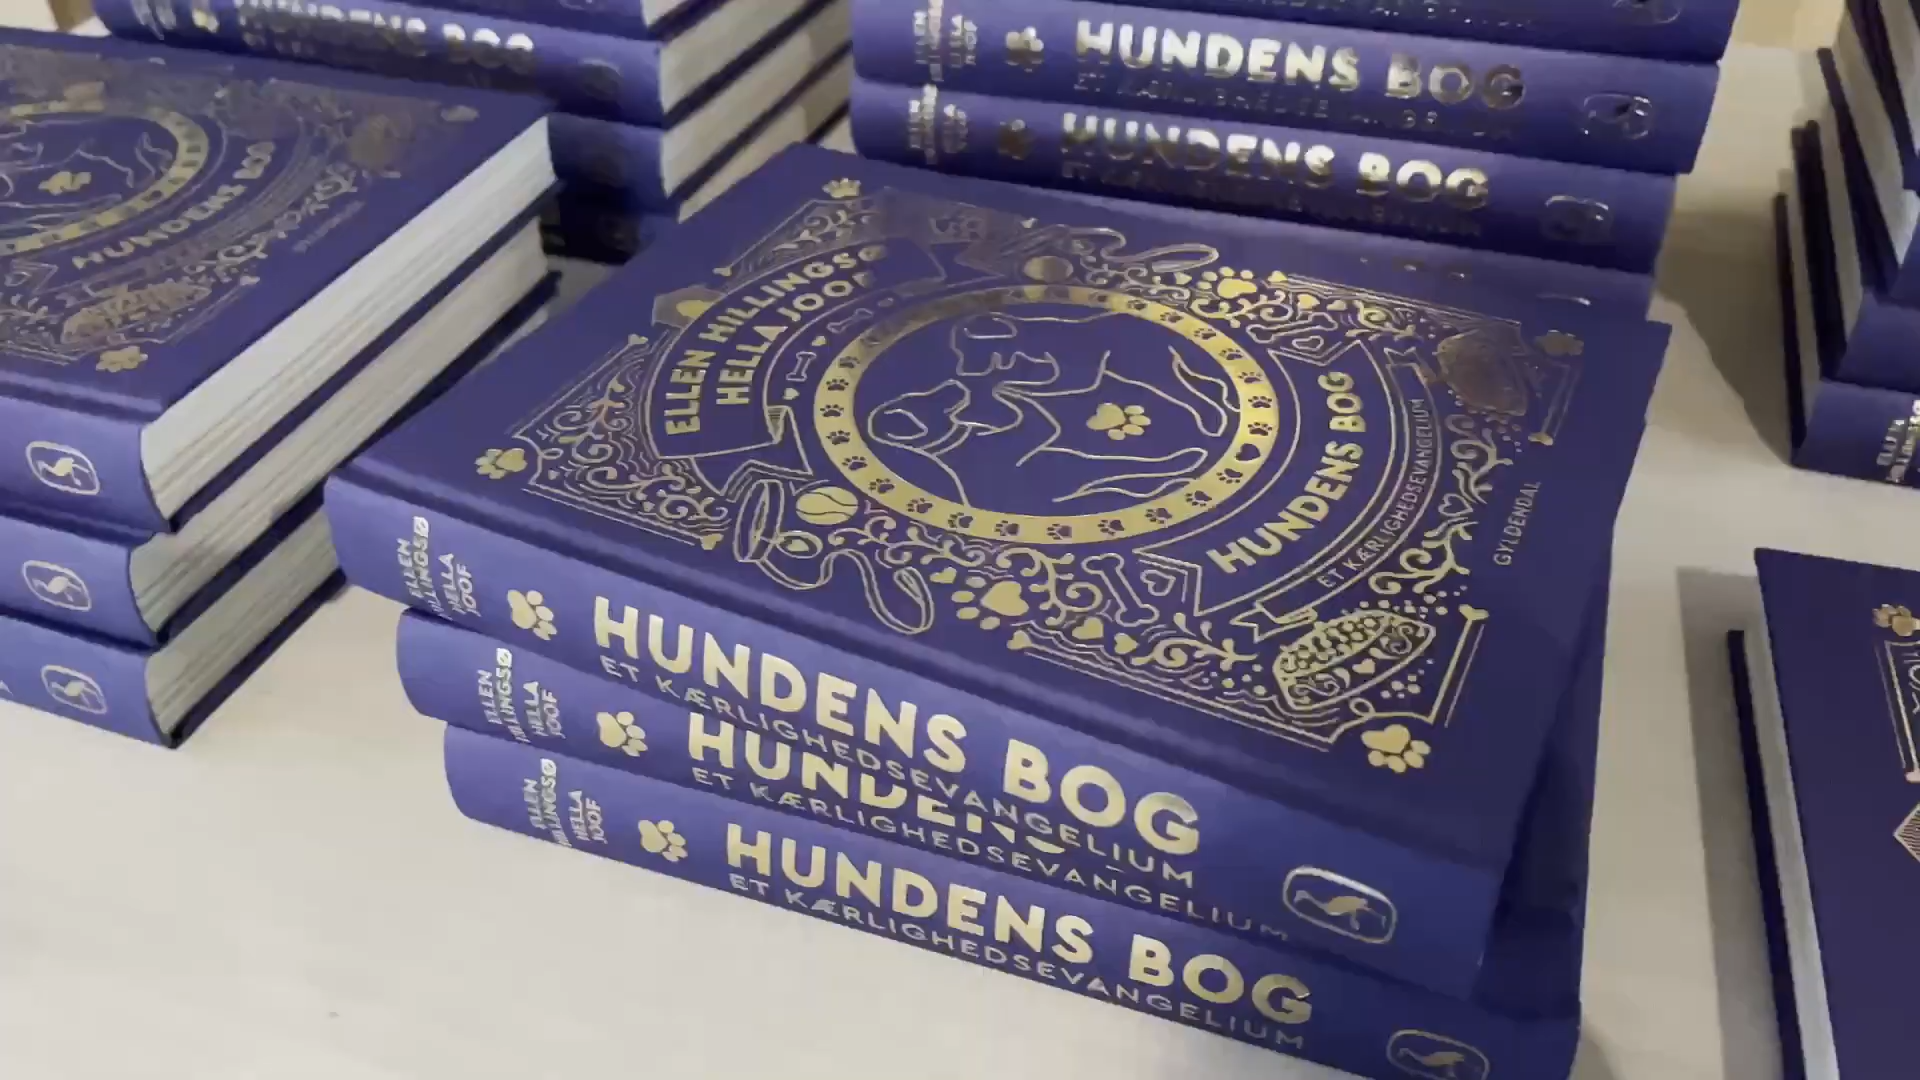 HUNDENS BOG
HUNDENS BOG
HUNDENS BOG
HUNDENS BOG
ELLEN HILLINGSØ
HELLA JOOF
HUNDENS BOG
ET KÆRLIGHEDSEVANGELIUM
GYLDENDAL
ELLEN
HILLINGSØ
HELLA
JOOF
HUNDENS BOG
ET KÆRLIGHEDSEVANGELIUM
ELLEN
HILLINGSØ
HELLA
JOOF
ET KÆRLIGHEDSEVANGELIUM
ELLEN
HILLINGSØ
HELLA
JOOF
HUNDENS BOG
ET KÆRLIGHEDSEVANGELIUM